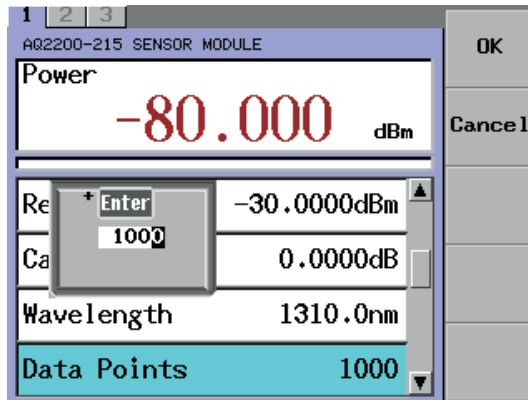 1 2 3
AQ2200-215 SENSOR MODULE
Power
-80.000 dBm
Re -30.0000dBm
Enter
1000
Ca 0.0000dB
Wavelength 1310.0nm
Data Points 1000
OK
Cancel